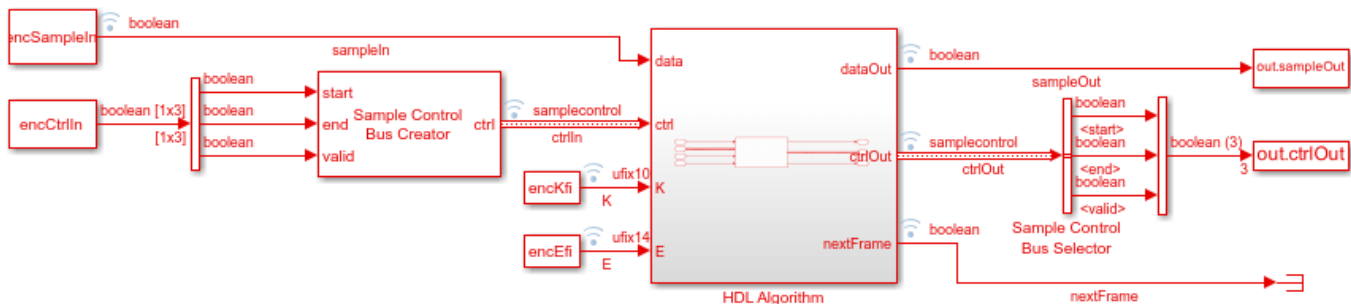 encSampleIn
boolean
sampleIn
encCtrlIn
boolean [1x3]
[1x3]
boolean
boolean
boolean
start
end
valid
Sample Control
Bus Creator
ctrl
samplecontrol
ctrlIn
encKfi
ufix10
K
encEfi
ufix14
E
data
ctrl
K
E
dataOut
ctrlOut
nextFrame
HDL Algorithm
boolean
sampleOut
out.sampleOut
samplecontrol
ctrlOut
boolean
<start>
boolean
<end>
boolean
<valid>
Sample Control
Bus Selector
boolean (3)
3
out.ctrlOut
boolean
nextFrame